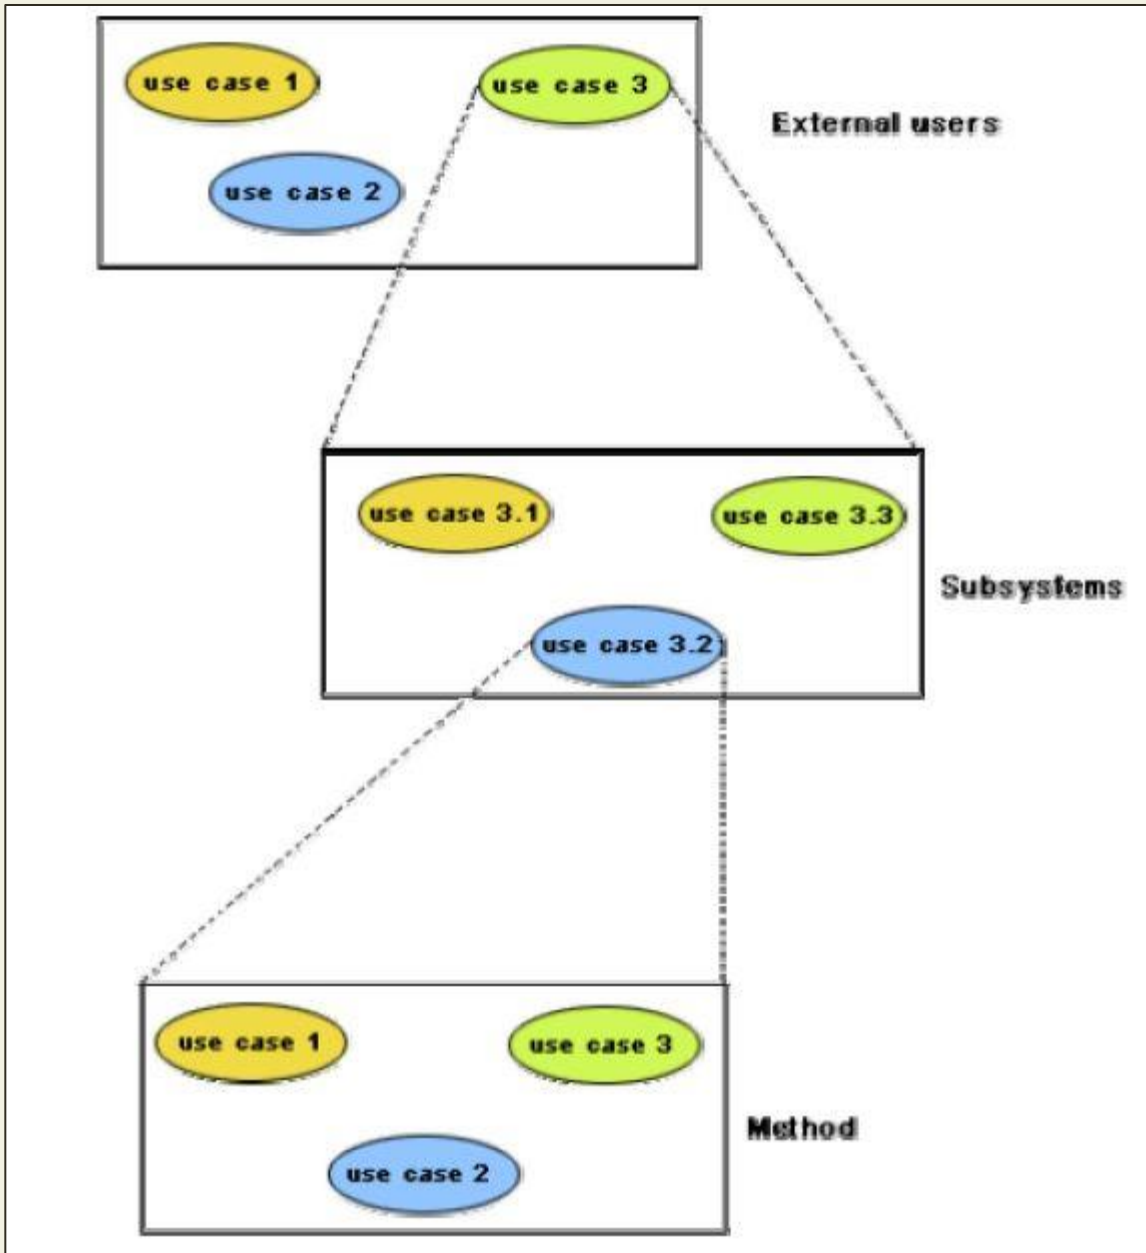 use case 1
use case 3
External users
use case 2
use case 3.1
use case 3.3
Subsystems
use case 3.2
use case 1
use case 3
Method
use case 2